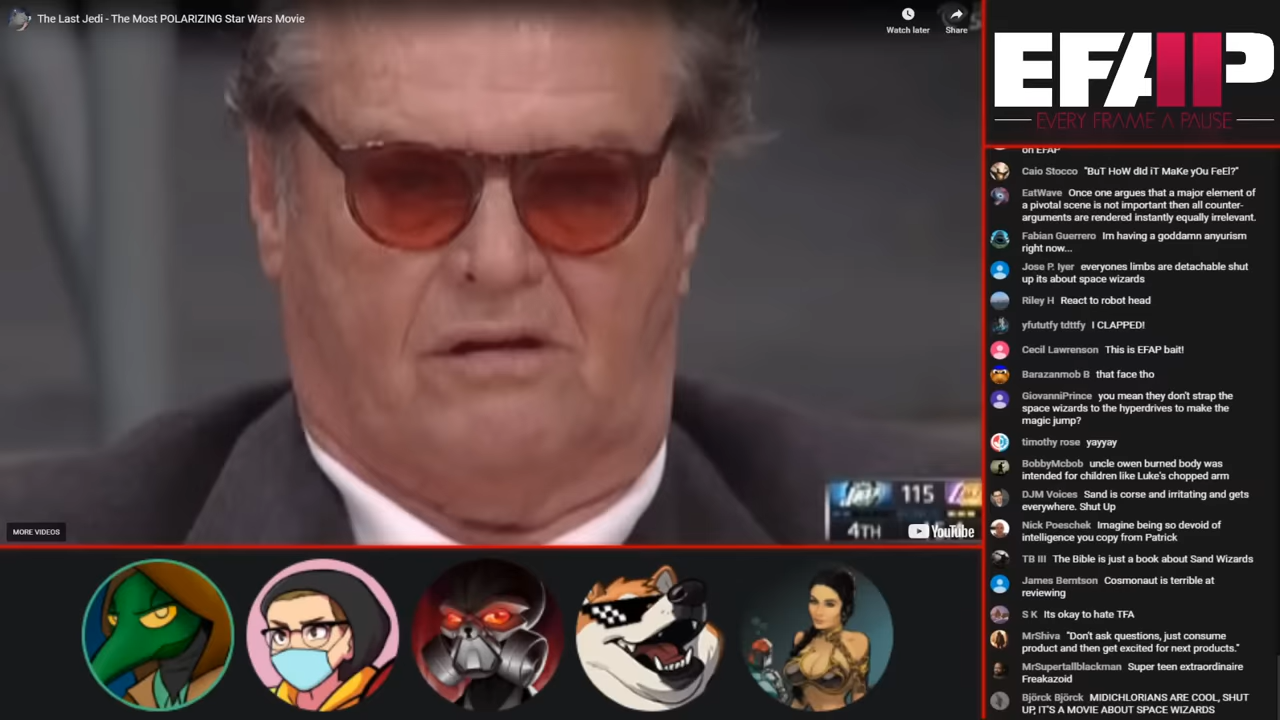 The Last Jedi - The Most POLARIZING Star Wars Movie
Watch later
Share
115
4TH
YouTube
MORE VIDEOS
EFAP
EVERY FRAME A PAUSE
on EFAP
Caio Stocco "BuT HoW dId iT MaKe yOu FeEl?"
EatWave Once one argues that a major element of
a pivotal scene is not important then all counter-
arguments are rendered instantly equally irrelevant.
Fabian Guerrero Im having a goddamn anyurism
right now...
Jose P. Iyer everyones limbs are detachable shut
up its about space wizards
Riley H React to robot head
yfututfy tdttfy I CLAPPED!
Cecil Lawrenson This is EFAP bait!
Barazanmob B that face tho
GiovanniPrince you mean they don't strap the
space wizards to the hyperdrives to make the
magic jump?
timothy rose yayyay
BobbyMcbob uncle owen burned body was
intended for children like Luke's chopped arm
DJM Voices Sand is corse and irritating and gets
everywhere. Shut Up
Nick Poeschek Imagine being so devoid of
intelligence you copy from Patrick
TB III The Bible is just a book about Sand Wizards
James Berntson Cosmonaut is terrible at
reviewing
S K Its okay to hate TFA
MrShiva "Don't ask questions, just consume
product and then get excited for next products."
MrSupertallblackman Super teen extraordinaire
Freakazoid
Björck Björck MIDICHLORIANS ARE COOL, SHUT
UP, IT'S A MOVIE ABOUT SPACE WIZARDS